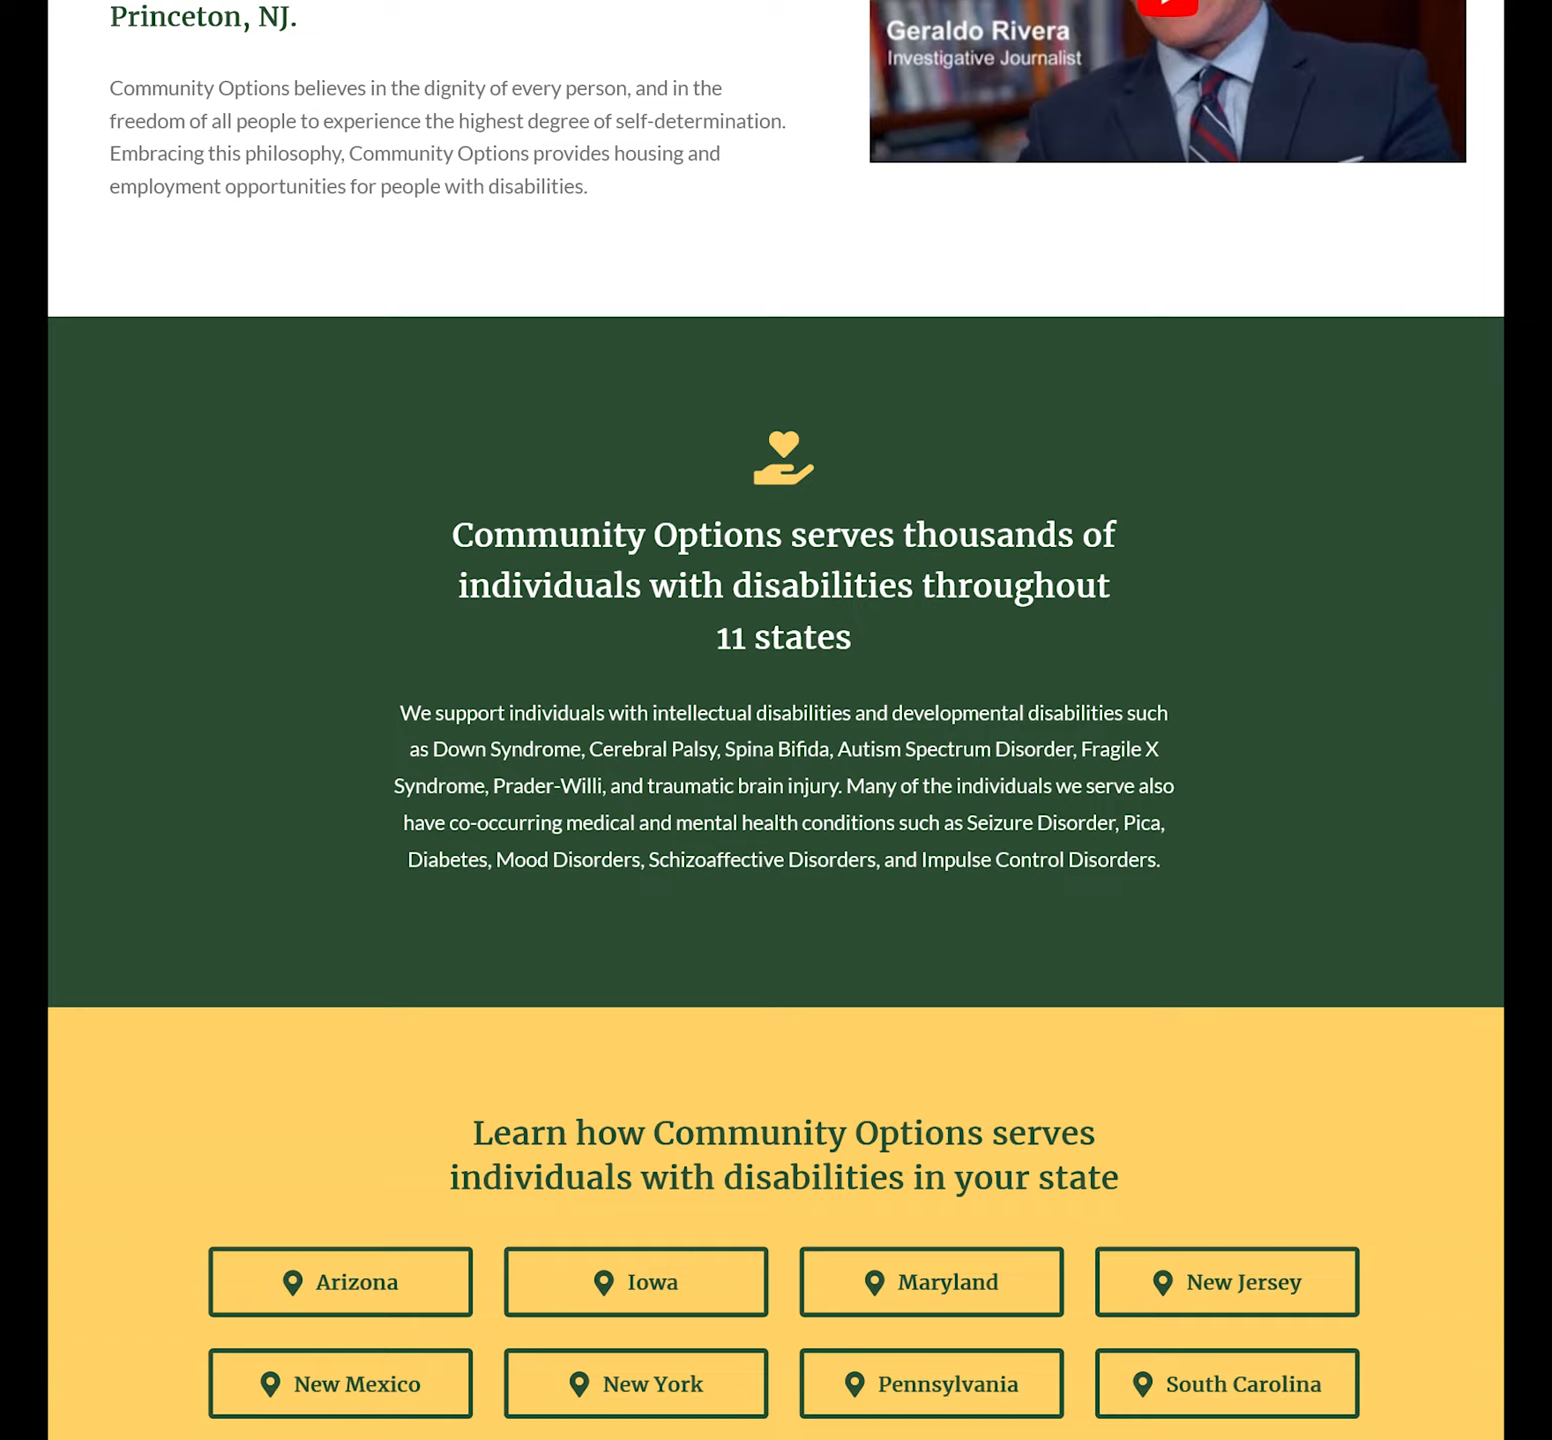 Princeton, NJ.
Community Options believes in the dignity of every person, and in the
freedom of all people to experience the highest degree of self-determination.
Embracing this philosophy, Community Options provides housing and
employment opportunities for people with disabilities.
Geraldo Rivera
Investigative Journalist
Community Options serves thousands of
individuals with disabilities throughout
11 states
We support individuals with intellectual disabilities and developmental disabilities such
as Down Syndrome, Cerebral Palsy, Spina Bifida, Autism Spectrum Disorder, Fragile X
Syndrome, Prader-Willi, and traumatic brain injury. Many of the individuals we serve also
have co-occurring medical and mental health conditions such as Seizure Disorder, Pica,
Diabetes, Mood Disorders, Schizoaffective Disorders, and Impulse Control Disorders.
Learn how Community Options serves
individuals with disabilities in your state
Arizona
Iowa
Maryland
New Jersey
New Mexico
New York
Pennsylvania
South Carolina